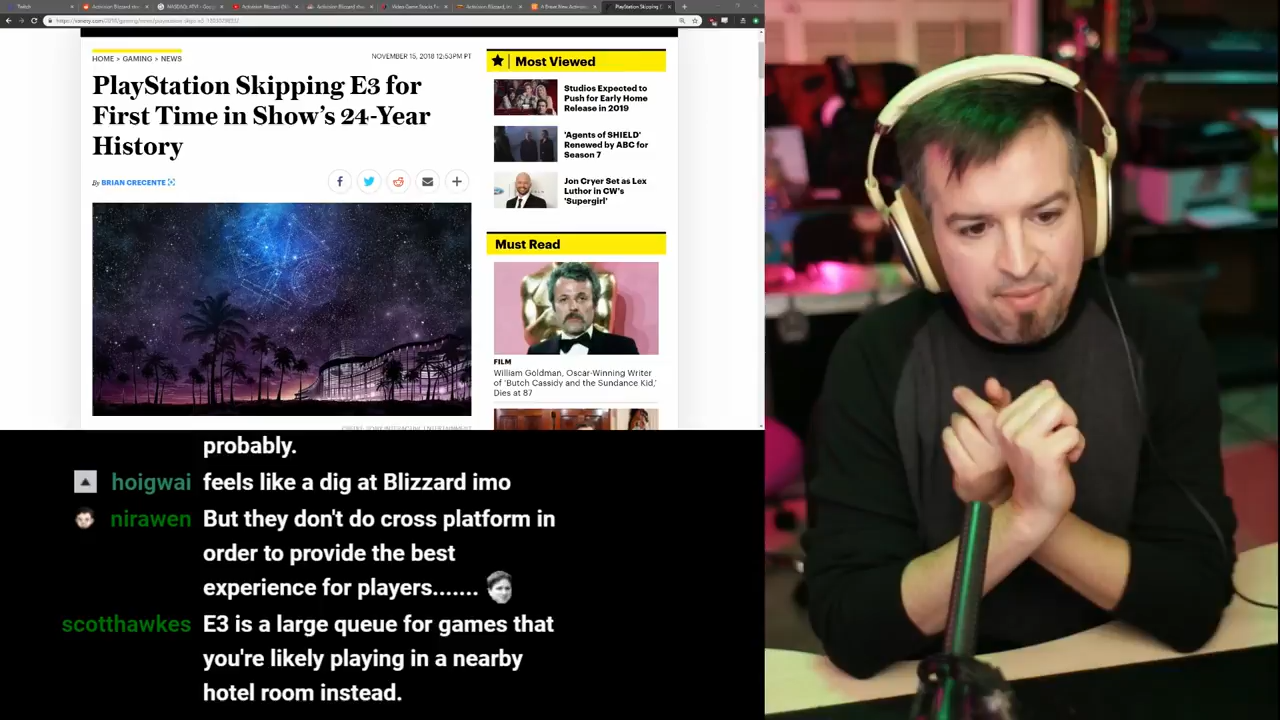 Twitch
HOME > GAMING > NEWS
NOVEMBER 15, 2018 12:53PM PT
PlayStation Skipping E3 for
First Time in Show's 24-Year
History
By BRIAN CRECENTE
Most Viewed
Studios Expected to
Push for Early Home
Release in 2019
'Agents of SHIELD'
Renewed by ABC for
Season 7
Jon Cryer Set as Lex
Luthor in CW's
'Supergirl'
Must Read
FILM
William Goldman, Oscar-Winning Writer
of 'Butch Cassidy and the Sundance Kid,'
Dies at 87
probably.
hoigwai feels like a dig at Blizzard imo
nirawen But they don't do cross platform in
order to provide the best
experience for players.......
scotthawkes E3 is a large queue for games that
you're likely playing in a nearby
hotel room instead.